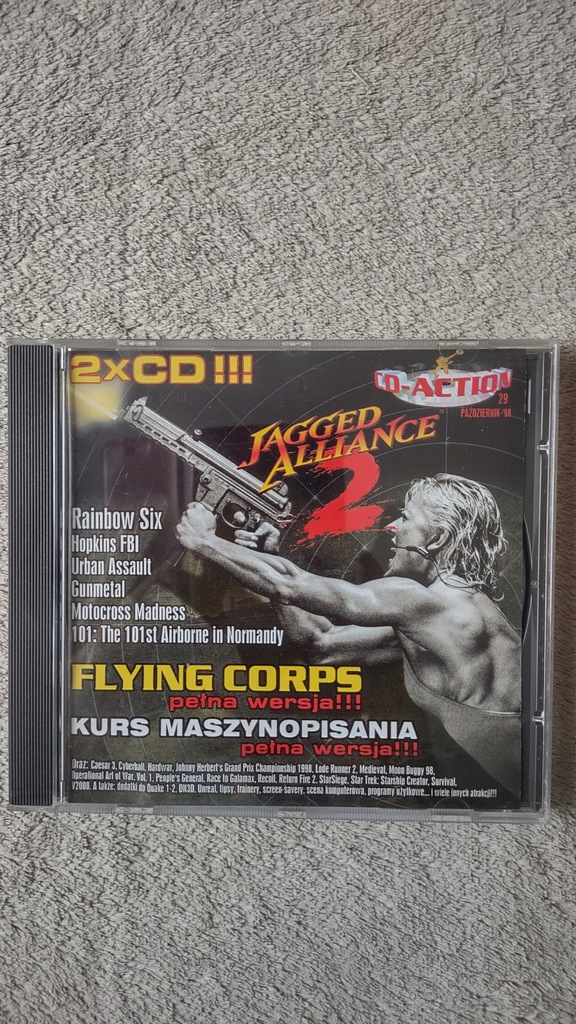 2xCD!!!
CD-ACTION
29
PAŹDZIERNIK '98
JAGGED
ALLIANCE
2
Rainbow Six
Hopkins FBI
Urban Assault
Gunmetal
Motocross Madness
101: The 101st Airborne in Normandy
FLYING CORPS
pełna wersja!!!
KURS MASZYNOPISANIA
pełna wersja!!!
Oraz: Caesar 3, Cyberball, Hardwar, Johnny Herbert's Grand Prix Championship 1998, Lode Runner 2, Medieval, Moon Buggy 98,
Operational Art of War, Vol. 1, People's General, Race to Galamax, Recoil, Return Fire 2, StarSiege, Star Trek: Starship Creator, Survival,
V2000. A także: dodatki do Quake 1-2, DN3D, Unreal, tipsy, trainery, screen-savery, scena komputerowa, programy użytkowe... i wiele innych atrakcji!!!